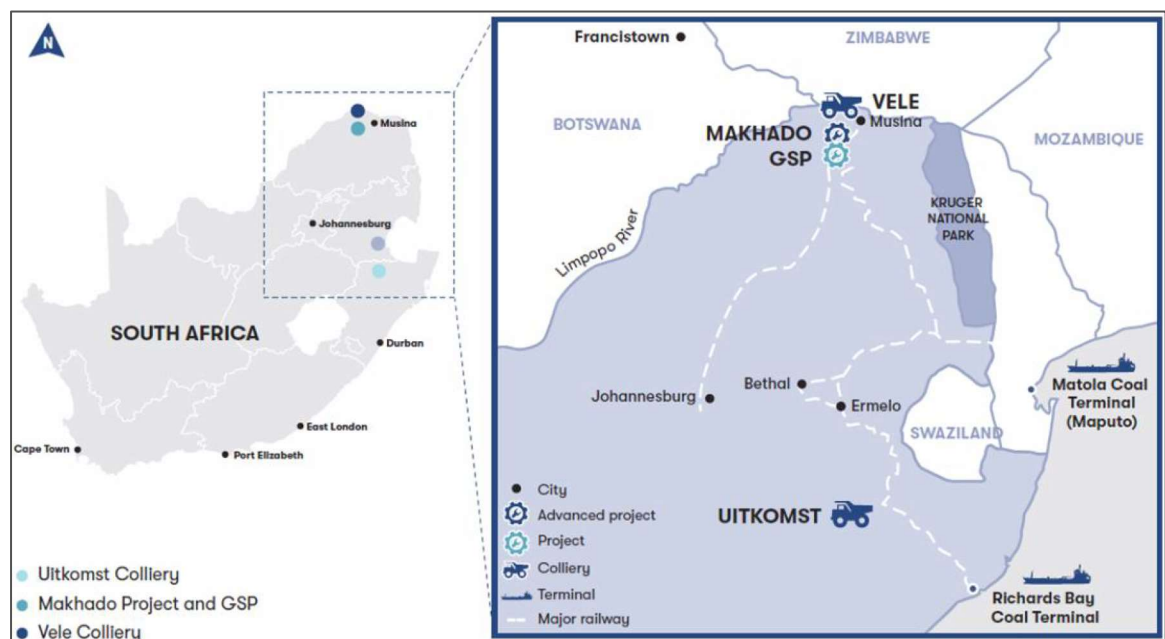 N
Musina
Johannesburg
SOUTH AFRICA
Durban
East London
Cape Town
Port Elizabeth
Uitkomst Colliery
Makhado Project and GSP
Vele Colliery
Francistown
ZIMBABWE
VELE
BOTSWANA
Musina
MAKHADO
GSP
MOZAMBIQUE
KRUGER
NATIONAL
PARK
Limpopo River
Johannesburg
Bethal
Ermelo
Matola Coal
Terminal
(Maputo)
SWAZILAND
UITKOMST
City
Advanced project
Project
Colliery
Terminal
Major railway
Richards Bay
Coal Terminal